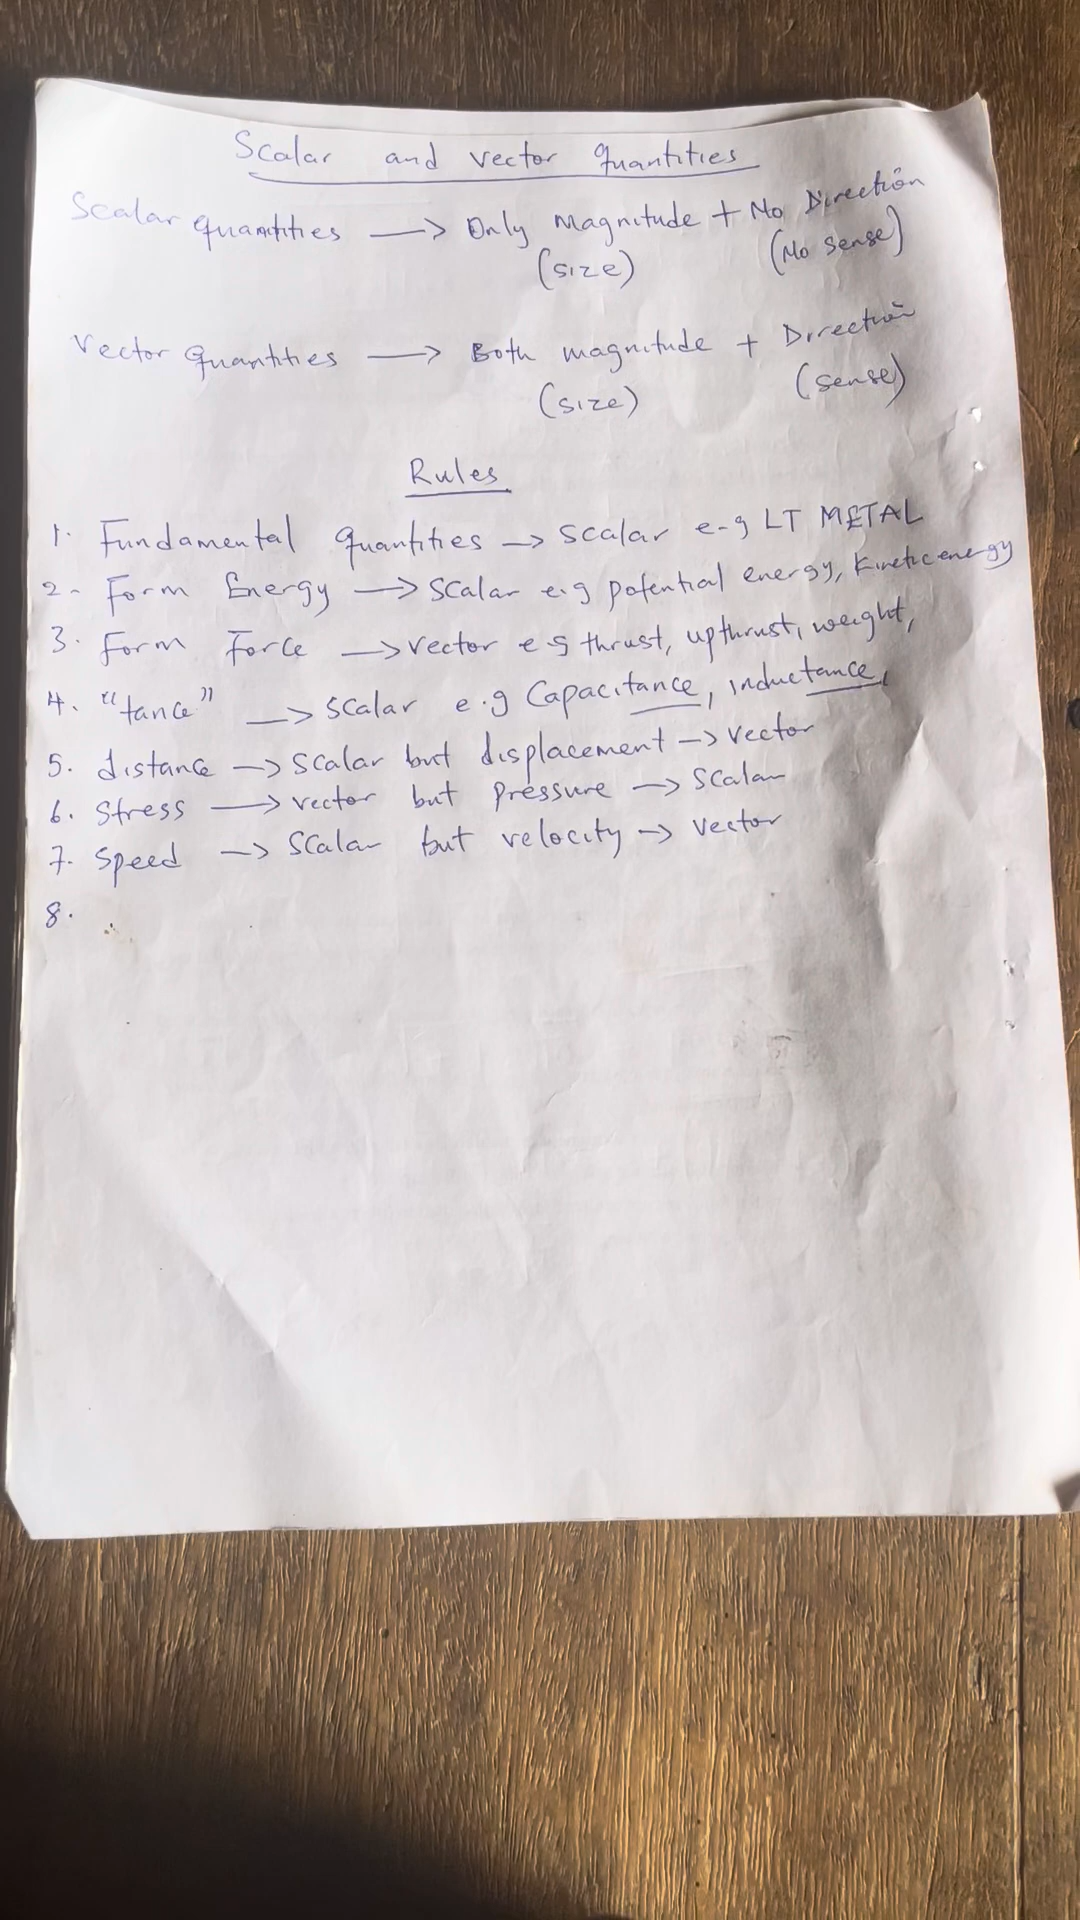 Scalar and vector quantities
Scalar quantities → Only magnitude + No Direction
(size) (No sense)
Vector quantities → Both magnitude + Direction
(size) (sense)
Rules
1. Fundamental quantities → scalar e-g LT METAL
2- Form Energy → scalar e.g potential energy, kinetic energy
3. Form Force → vector e g thrust, upthrust, weight,
4. "tance" → scalar e.g Capacitance, inductance,
5. distance → scalar but displacement → vector
6. Stress → vector but pressure → scalar
7. speed → scalar but velocity → vector
8.